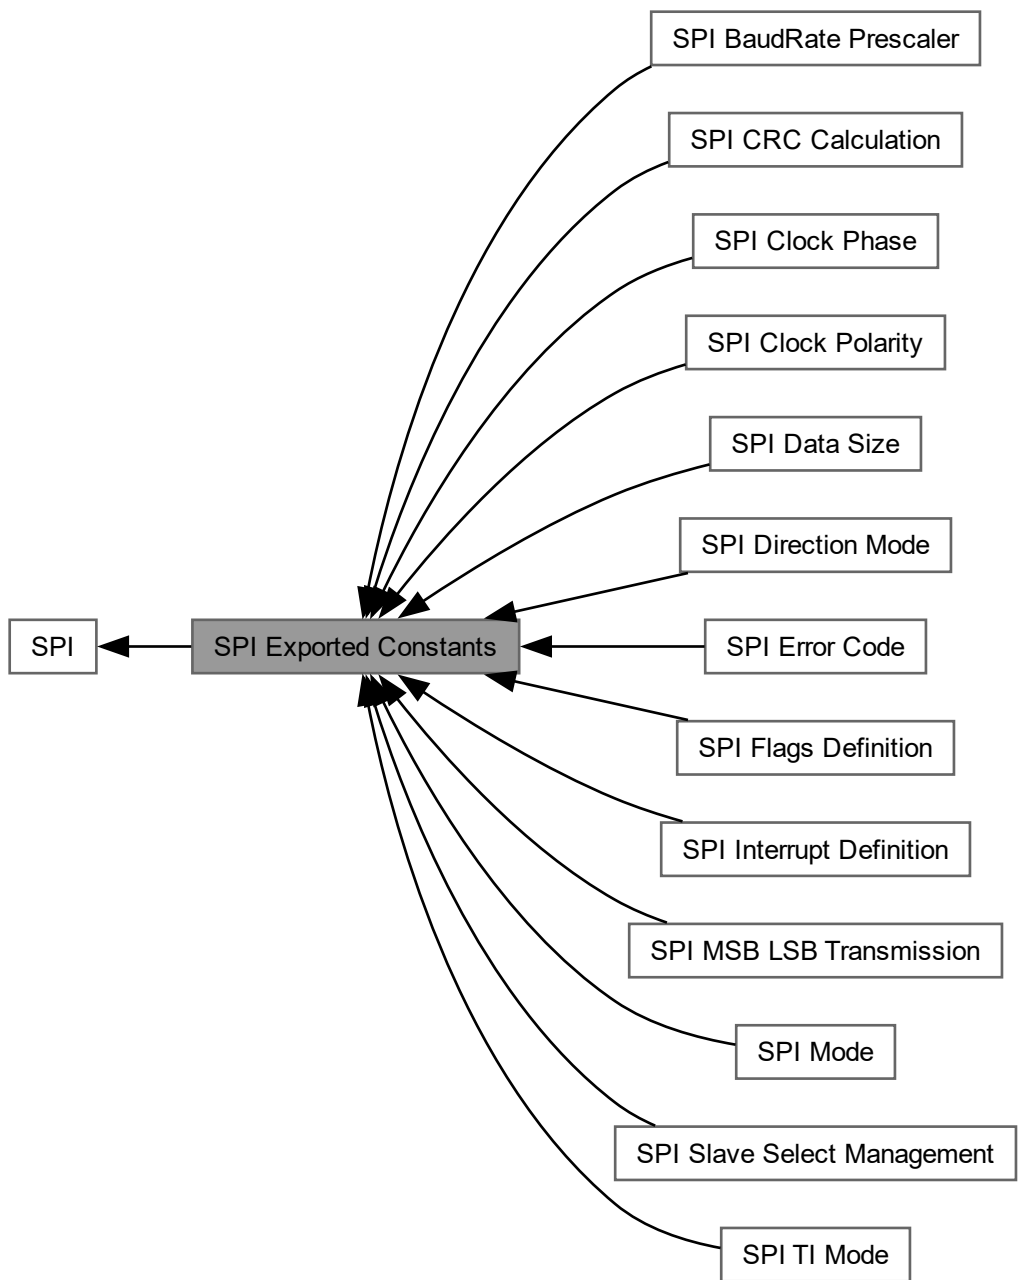 SPI BaudRate Prescaler
SPI CRC Calculation
SPI Clock Phase
SPI Clock Polarity
SPI Data Size
SPI Direction Mode
SPI
SPI Exported Constants
SPI Error Code
SPI Flags Definition
SPI Interrupt Definition
SPI MSB LSB Transmission
SPI Mode
SPI Slave Select Management
SPI TI Mode